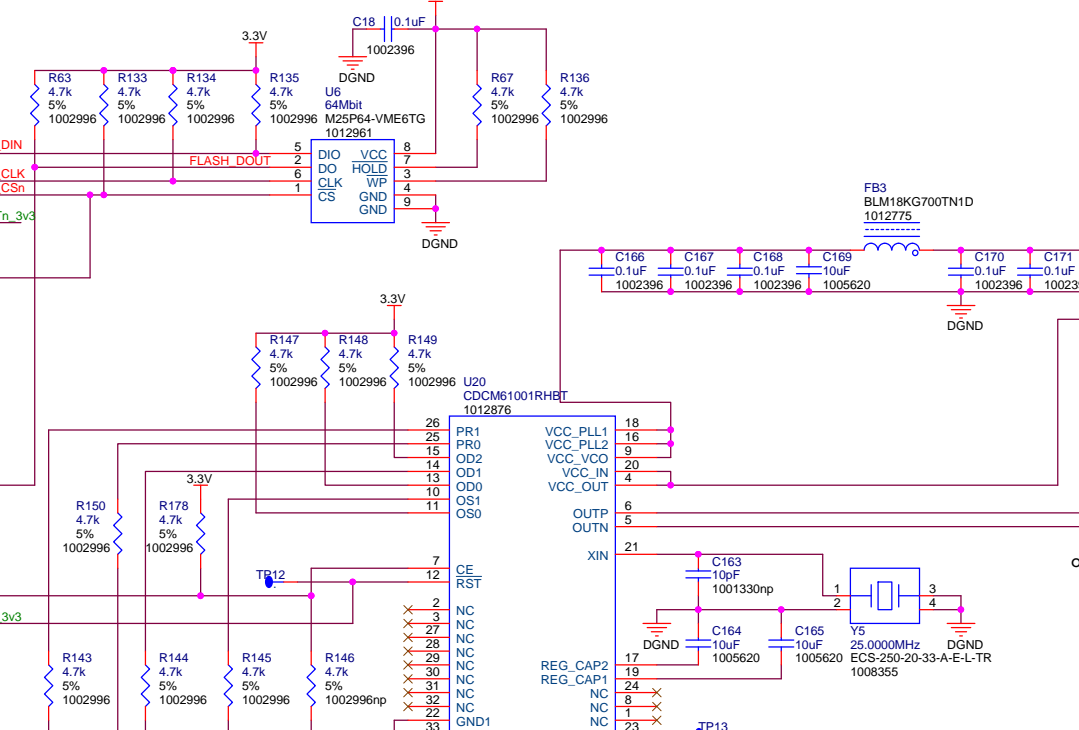 C18
0.1uF
1002396
DGND
3.3V
R63
4.7k
5%
1002996
R133
4.7k
5%
1002996
R134
4.7k
5%
1002996
R135
4.7k
5%
1002996
U6
64Mbit
M25P64-VME6TG
1012961
R67
4.7k
5%
1002996
R136
4.7k
5%
1002996
_DIN
FLASH_DOUT
_CLK
_CSn
Tn_3v3
5 DIO
2 DO
6 CLK
1 CS
VCC 8
HOLD 7
WP 3
GND 4
GND 9
DGND
FB3
BLM18KG700TN1D
1012775
C166
0.1uF
1002396
C167
0.1uF
1002396
C168
0.1uF
1002396
C169
10uF
1005620
C170
0.1uF
1002396
C171
0.1uF
DGND
3.3V
R147
4.7k
5%
1002996
R148
4.7k
5%
1002996
R149
4.7k
5%
1002996
U20
CDCM61001RHBT
1012876
26 PR1
25 PR0
15 OD2
14 OD1
13 OD0
10 OS1
11 OS0
7 CE
12 RST
2 NC
3 NC
27 NC
28 NC
29 NC
30 NC
31 NC
32 NC
22 GND1
33
VCC_PLL1 18
VCC_PLL2 16
VCC_VCO 9
VCC_IN 20
VCC_OUT 4
OUTP 6
OUTN 5
XIN 21
REG_CAP2 17
REG_CAP1 19
NC 24
NC 8
NC 1
23
TP13
3.3V
R150
4.7k
5%
1002996
R178
4.7k
5%
1002996
TP12
3v3
R143
4.7k
5%
1002996
R144
4.7k
5%
1002996
R145
4.7k
5%
1002996
R146
4.7k
5%
1002996np
C163
10pF
1001330np
DGND
C164
10uF
1005620
C165
10uF
1005620
1
2
3
4
Y5
25.0000MHz
ECS-250-20-33-A-E-L-TR
1008355
DGND